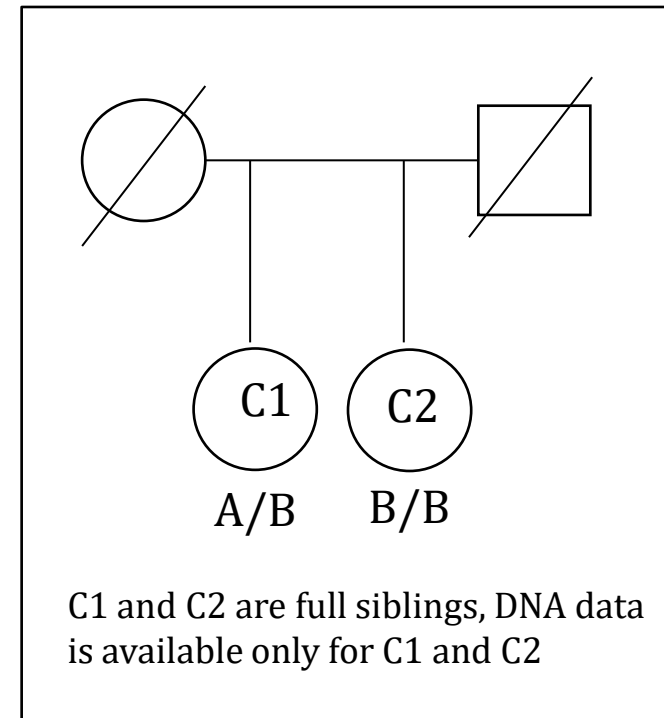 C1 C2
A/B B/B
C1 and C2 are full siblings, DNA data
is available only for C1 and C2